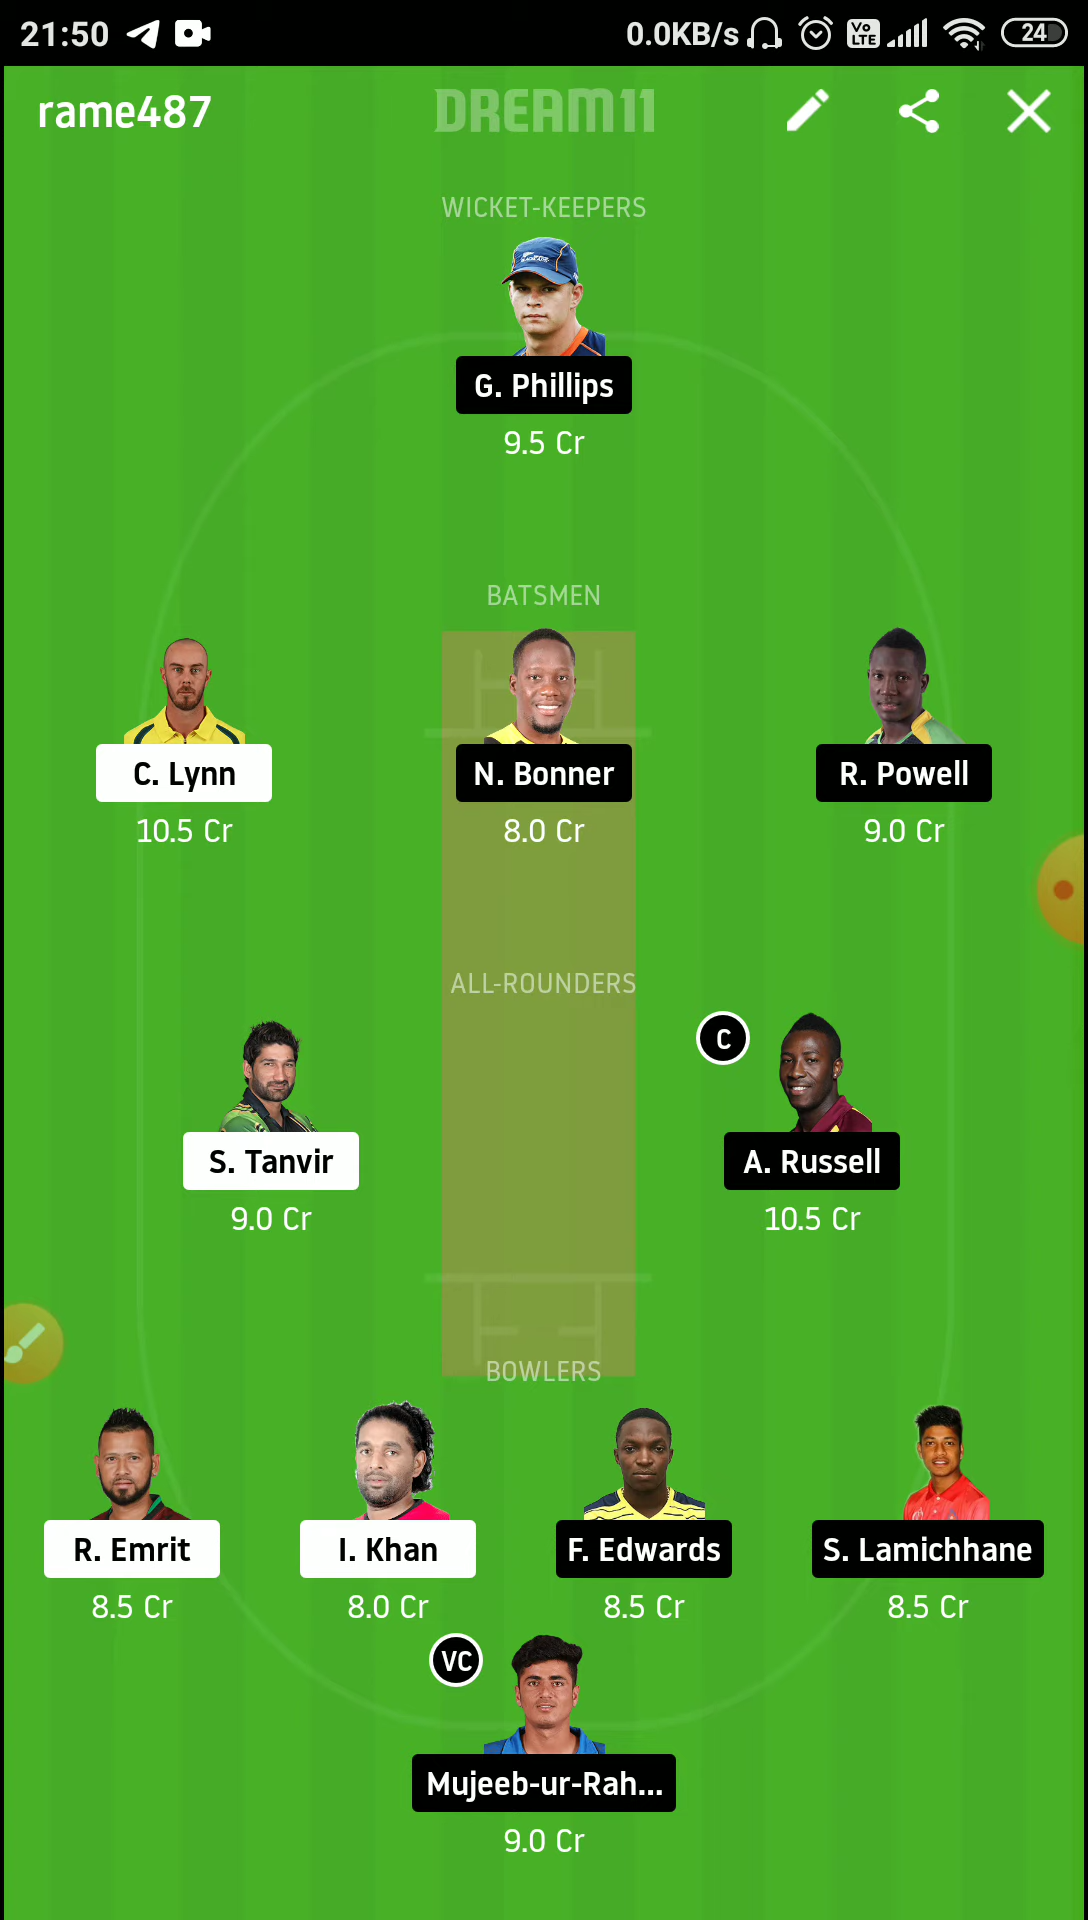 21:50 0.0KB/s Vo LTE 24
rame487 DREAM11
WICKET-KEEPERS
G. Phillips
9.5 Cr
BATSMEN
C. Lynn N. Bonner R. Powell
10.5 Cr 8.0 Cr 9.0 Cr
ALL-ROUNDERS
C
S. Tanvir A. Russell
9.0 Cr 10.5 Cr
BOWLERS
R. Emrit I. Khan F. Edwards S. Lamichhane
8.5 Cr 8.0 Cr 8.5 Cr 8.5 Cr
VC
Mujeeb-ur-Rah...
9.0 Cr